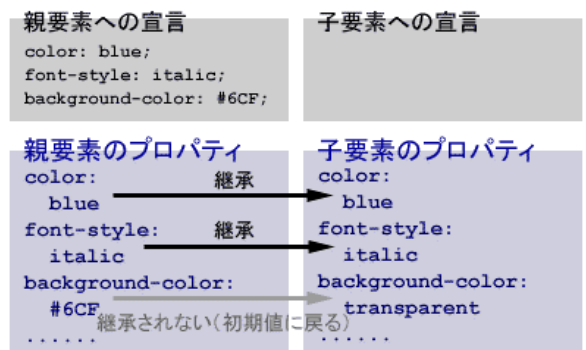 親要素への宣言
color: blue;
font-style: italic;
background-color: #6CF;
子要素への宣言
親要素のプロパティ
color:
blue
font-style:
italic
background-color:
#6CF
......
継承
継承
継承されない(初期値に戻る)
子要素のプロパティ
color:
blue
font-style:
italic
background-color:
transparent
......